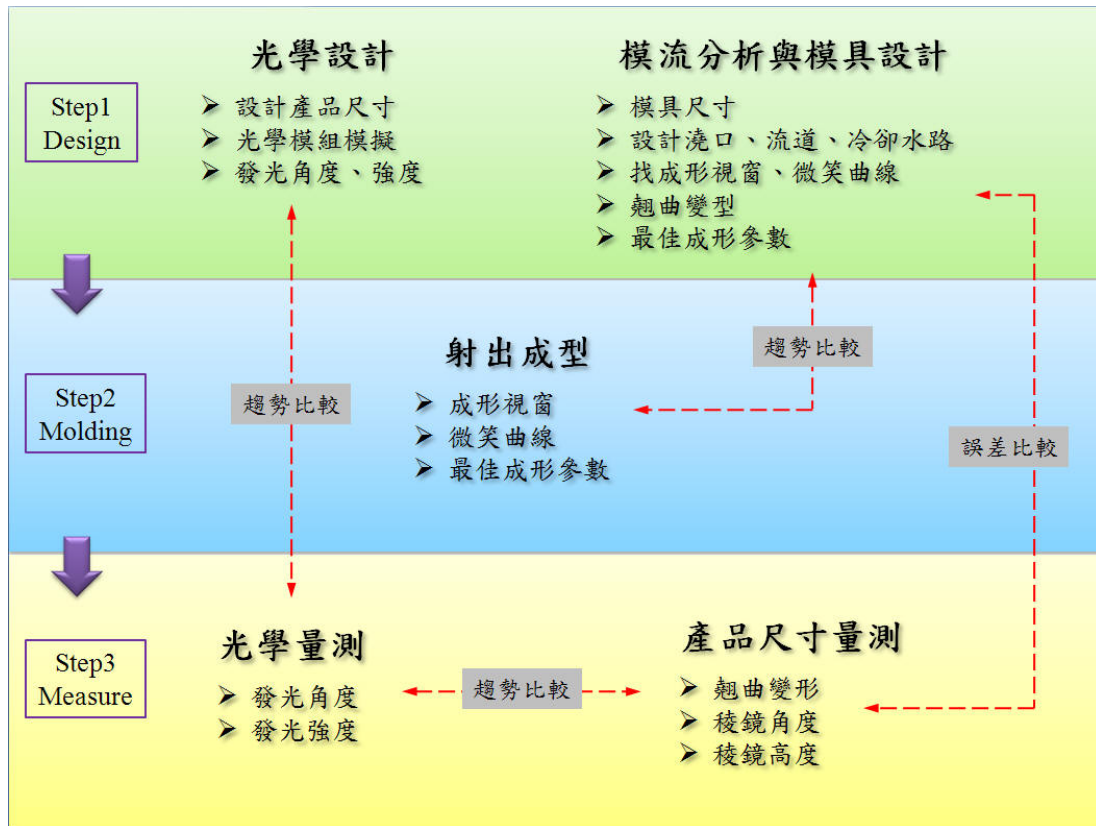 Step1
Design
光學設計
➢ 設計產品尺寸
➢ 光學模組模擬
➢ 發光角度、強度
模流分析與模具設計
➢ 模具尺寸
➢ 設計澆口、流道、冷卻水路
➢ 找成形視窗、微笑曲線
➢ 翹曲變型
➢ 最佳成形參數
Step2
Molding
趨勢比較
射出成型
➢ 成形視窗
➢ 微笑曲線
➢ 最佳成形參數
趨勢比較
誤差比較
Step3
Measure
光學量測
➢ 發光角度
➢ 發光強度
趨勢比較
產品尺寸量測
➢ 翹曲變形
➢ 稜鏡角度
➢ 稜鏡高度